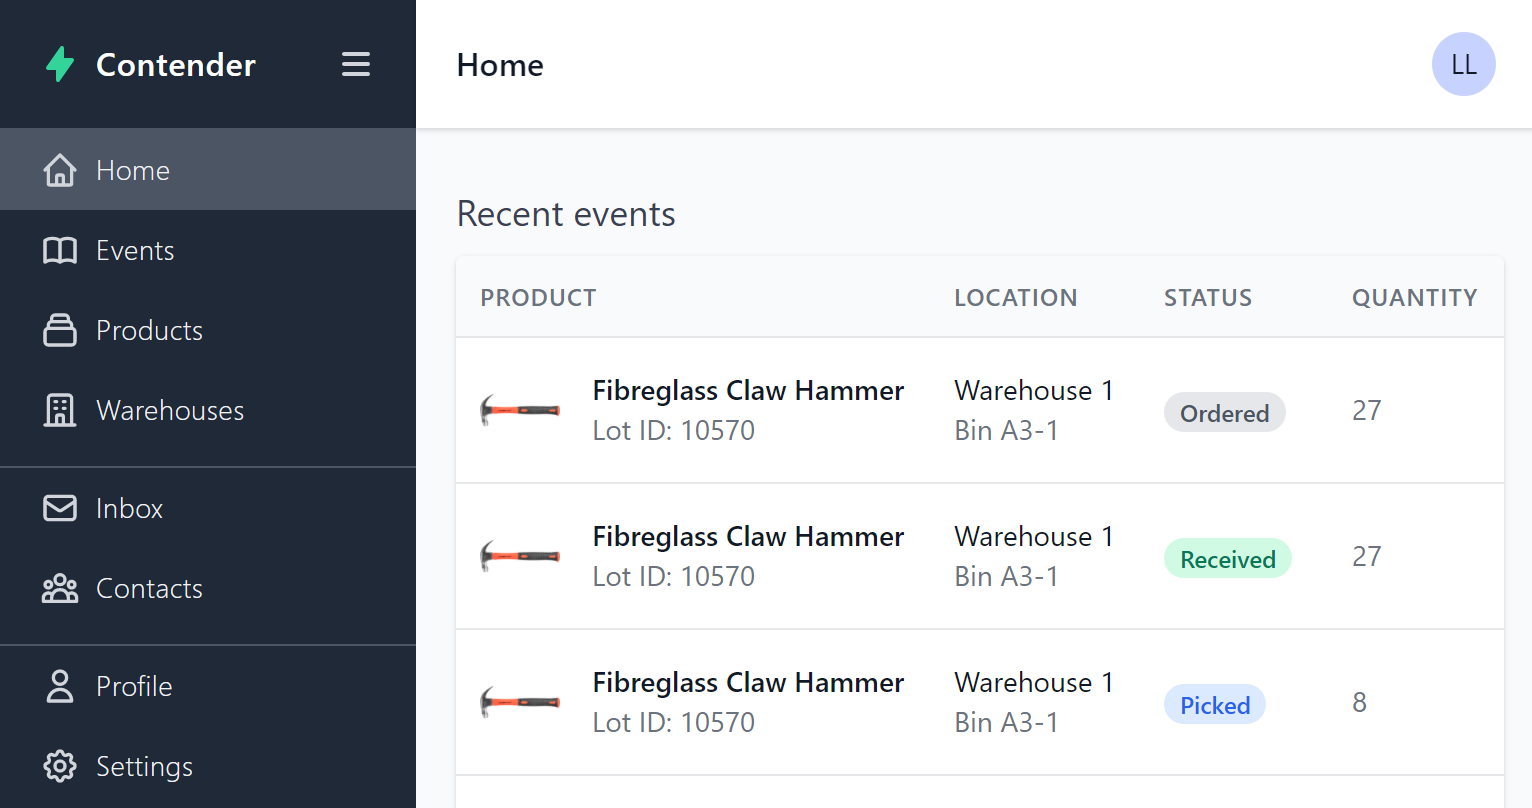 Contender
Home
Events
Products
Warehouses
Inbox
Contacts
Profile
Settings
Home
LL
Recent events
PRODUCT LOCATION STATUS QUANTITY
Fibreglass Claw Hammer Warehouse 1
Lot ID: 10570 Bin A3-1 Ordered 27
Fibreglass Claw Hammer Warehouse 1
Lot ID: 10570 Bin A3-1 Received 27
Fibreglass Claw Hammer Warehouse 1
Lot ID: 10570 Bin A3-1 Picked 8